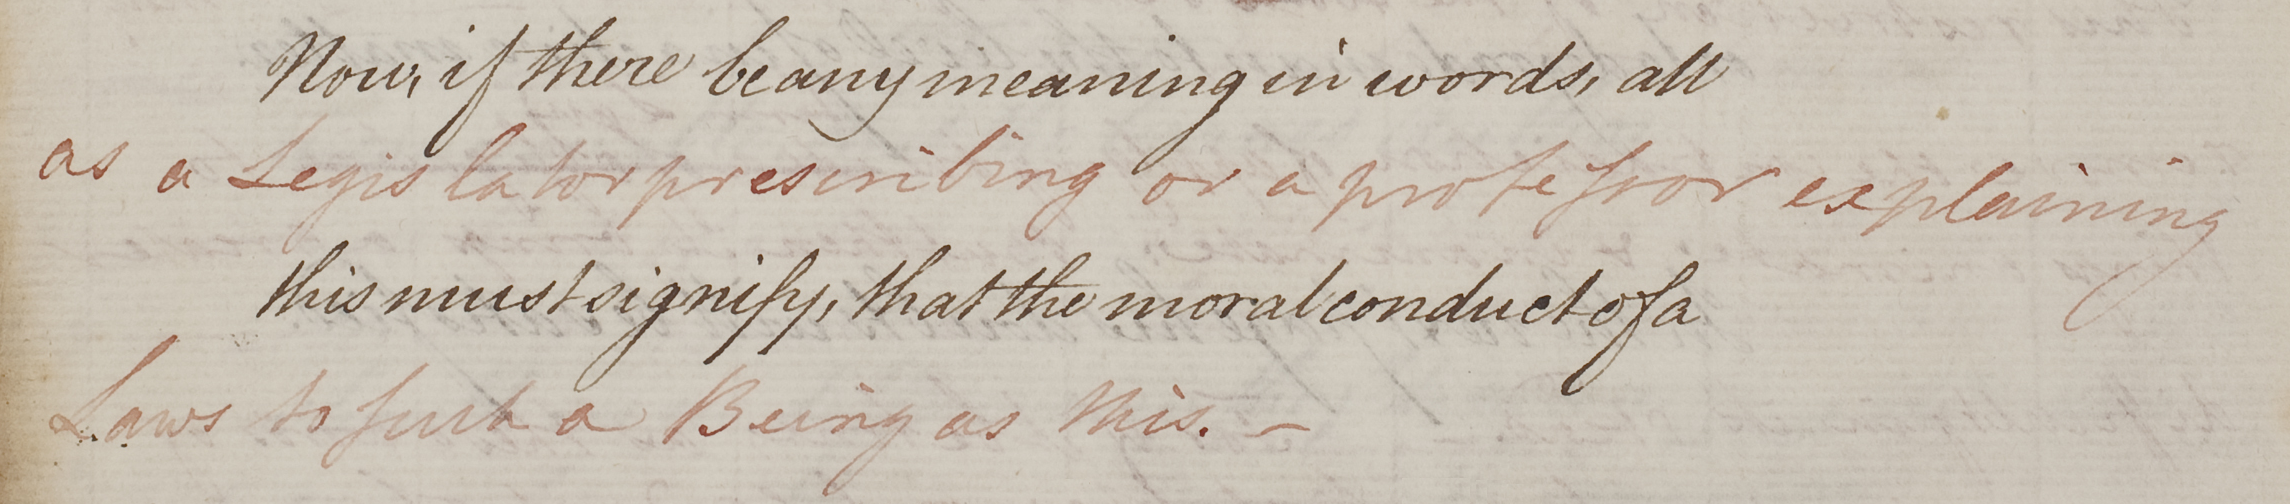 Now, if there be any meaning in words, all
as a Legislator prescribing or a professor explaining
this must signify, that the moral conduct of a
Laws to such a Being as this. –